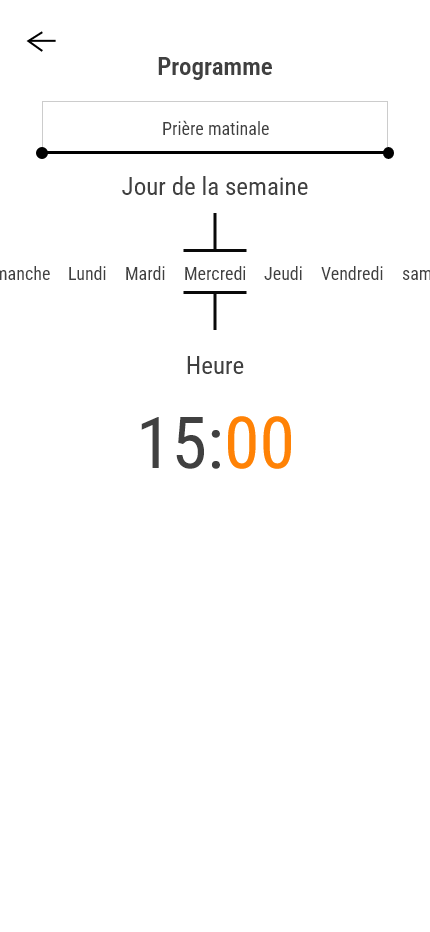 Programme
Prière matinale
Jour de la semaine
manche Lundi Mardi Mercredi Jeudi Vendredi sam
Heure
15:00